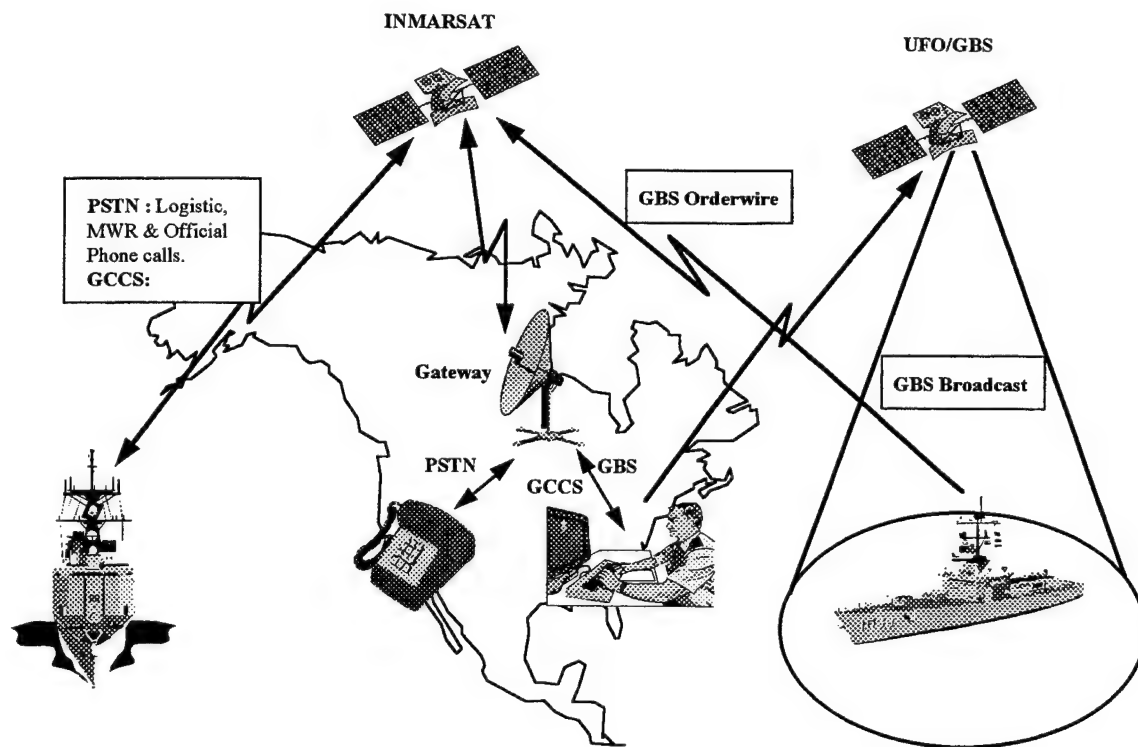 INMARSAT
UFO/GBS
PSTN : Logistic,
MWR & Official
Phone calls.
GCCS:
GBS Orderwire
Gateway
GBS Broadcast
PSTN
GBS
GCCS